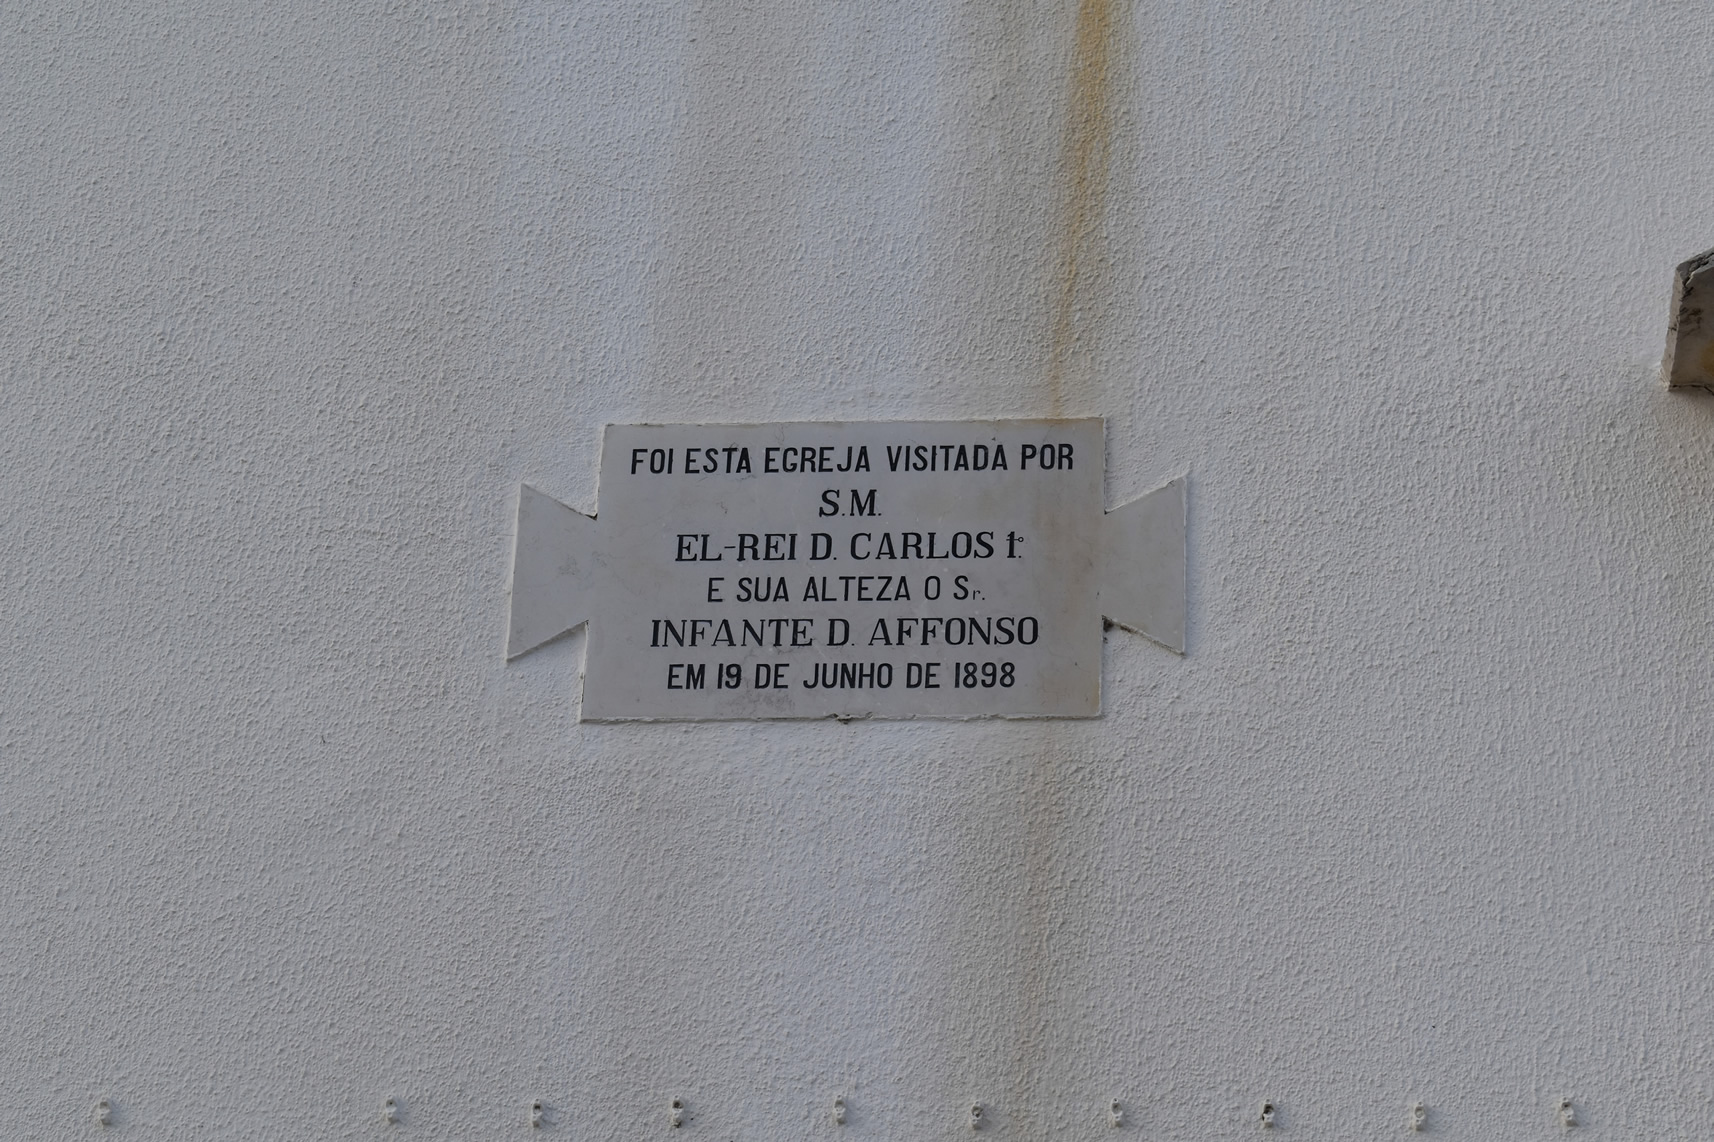 FOI ESTA EGREJA VISITADA POR
S.M.
EL-REI D. CARLOS 1º.
E SUA ALTEZA O Sr.
INFANTE D. AFFONSO
EM 19 DE JUNHO DE 1898